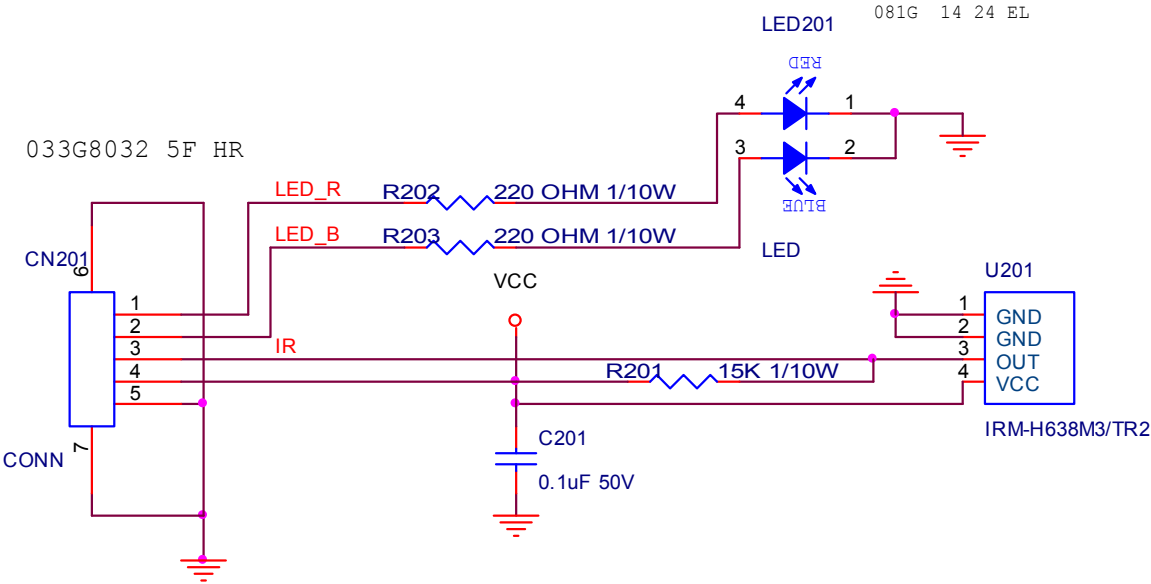 081G 14 24 EL
LED201
RED
4
1
3
2
BLUE
LED
033G8032 5F HR
LED_R
R202
220 OHM 1/10W
LED_B
R203
220 OHM 1/10W
CN201
6
1
2
3
4
5
7
CONN
VCC
IR
R201
15K 1/10W
C201
0.1uF 50V
U201
1
GND
2
GND
3
OUT
4
VCC
IRM-H638M3/TR2